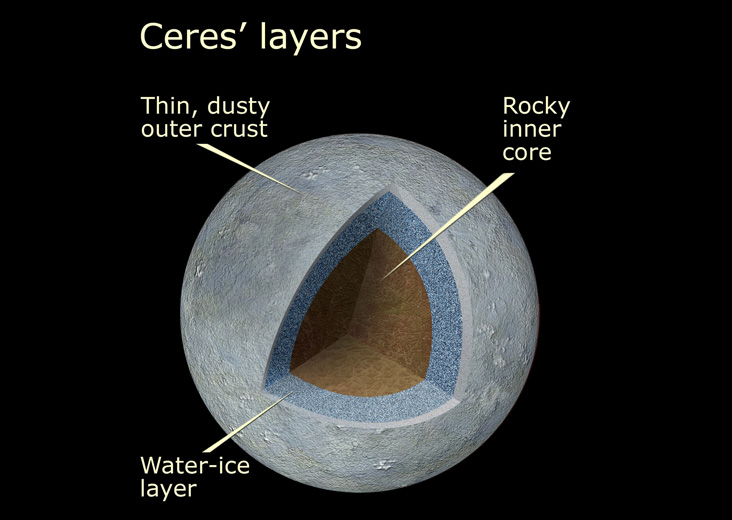 Ceres’ layers
Thin, dusty
outer crust
Rocky
inner
core
Water-ice
layer